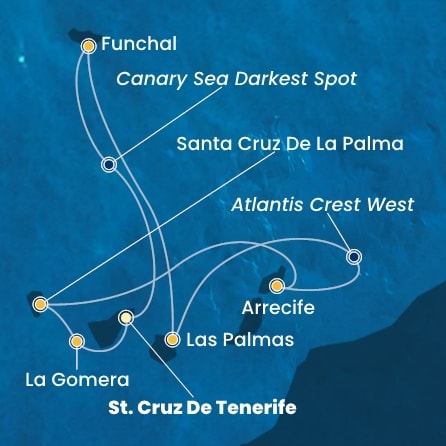 Funchal
Canary Sea Darkest Spot
Santa Cruz De La Palma
Atlantis Crest West
Arrecife
Las Palmas
La Gomera
St. Cruz De Tenerife